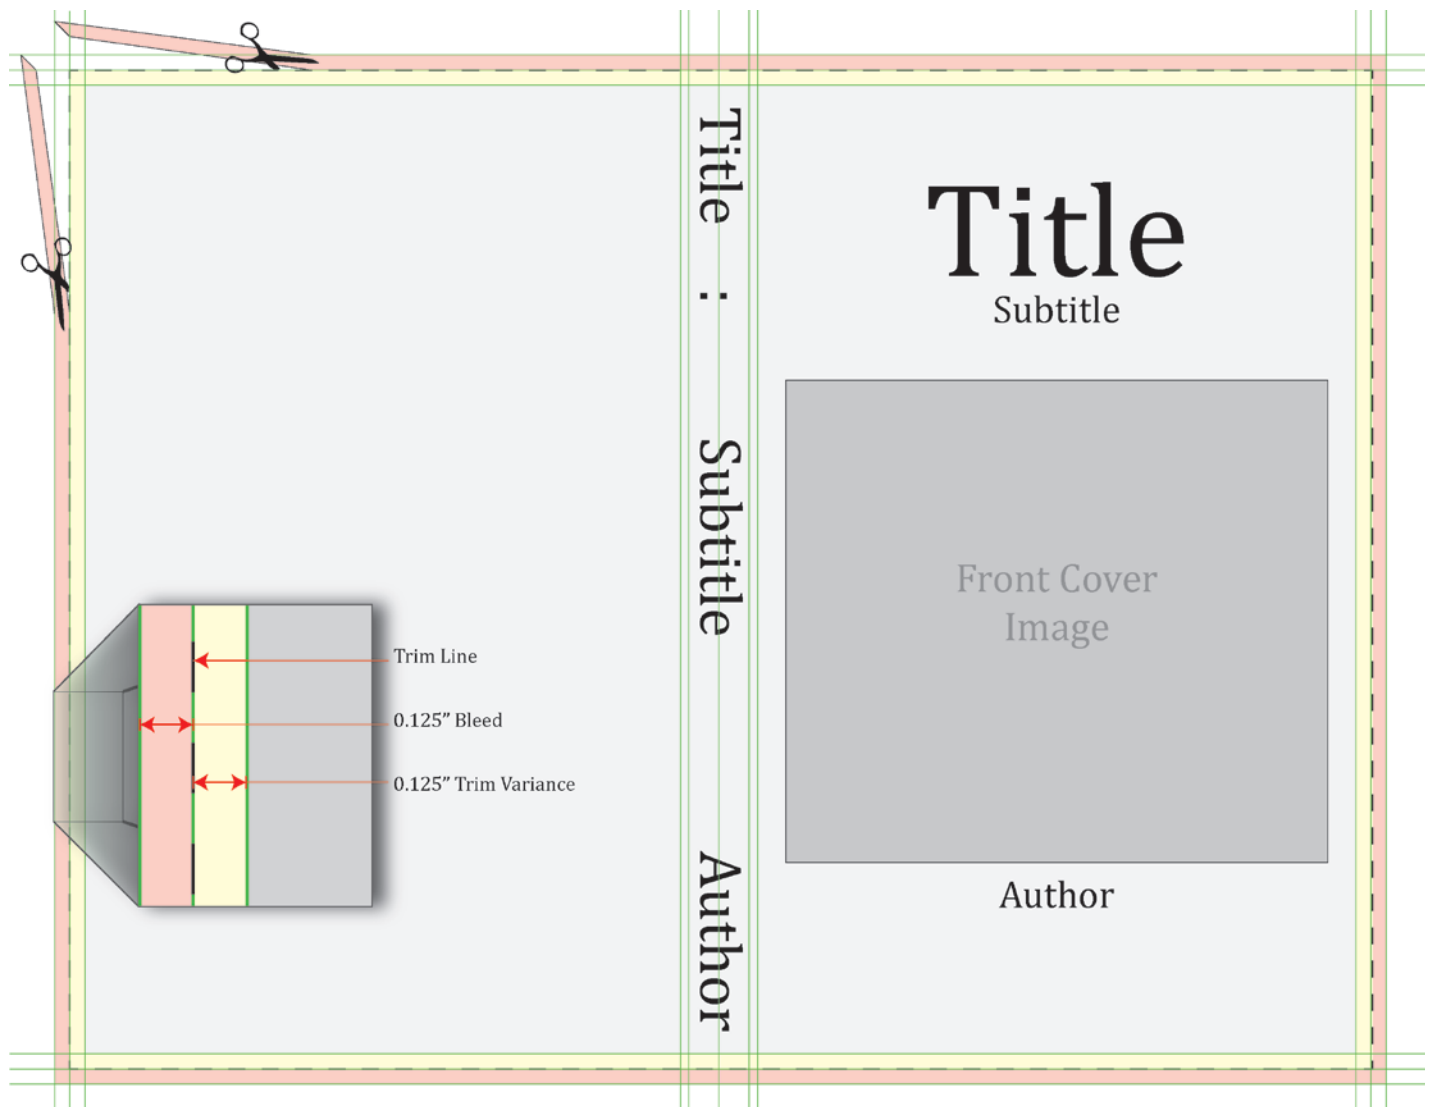 Title : Subtitle Author
Title
Subtitle
Front Cover
Image
Author
Trim Line
0.125” Bleed
0.125” Trim Variance